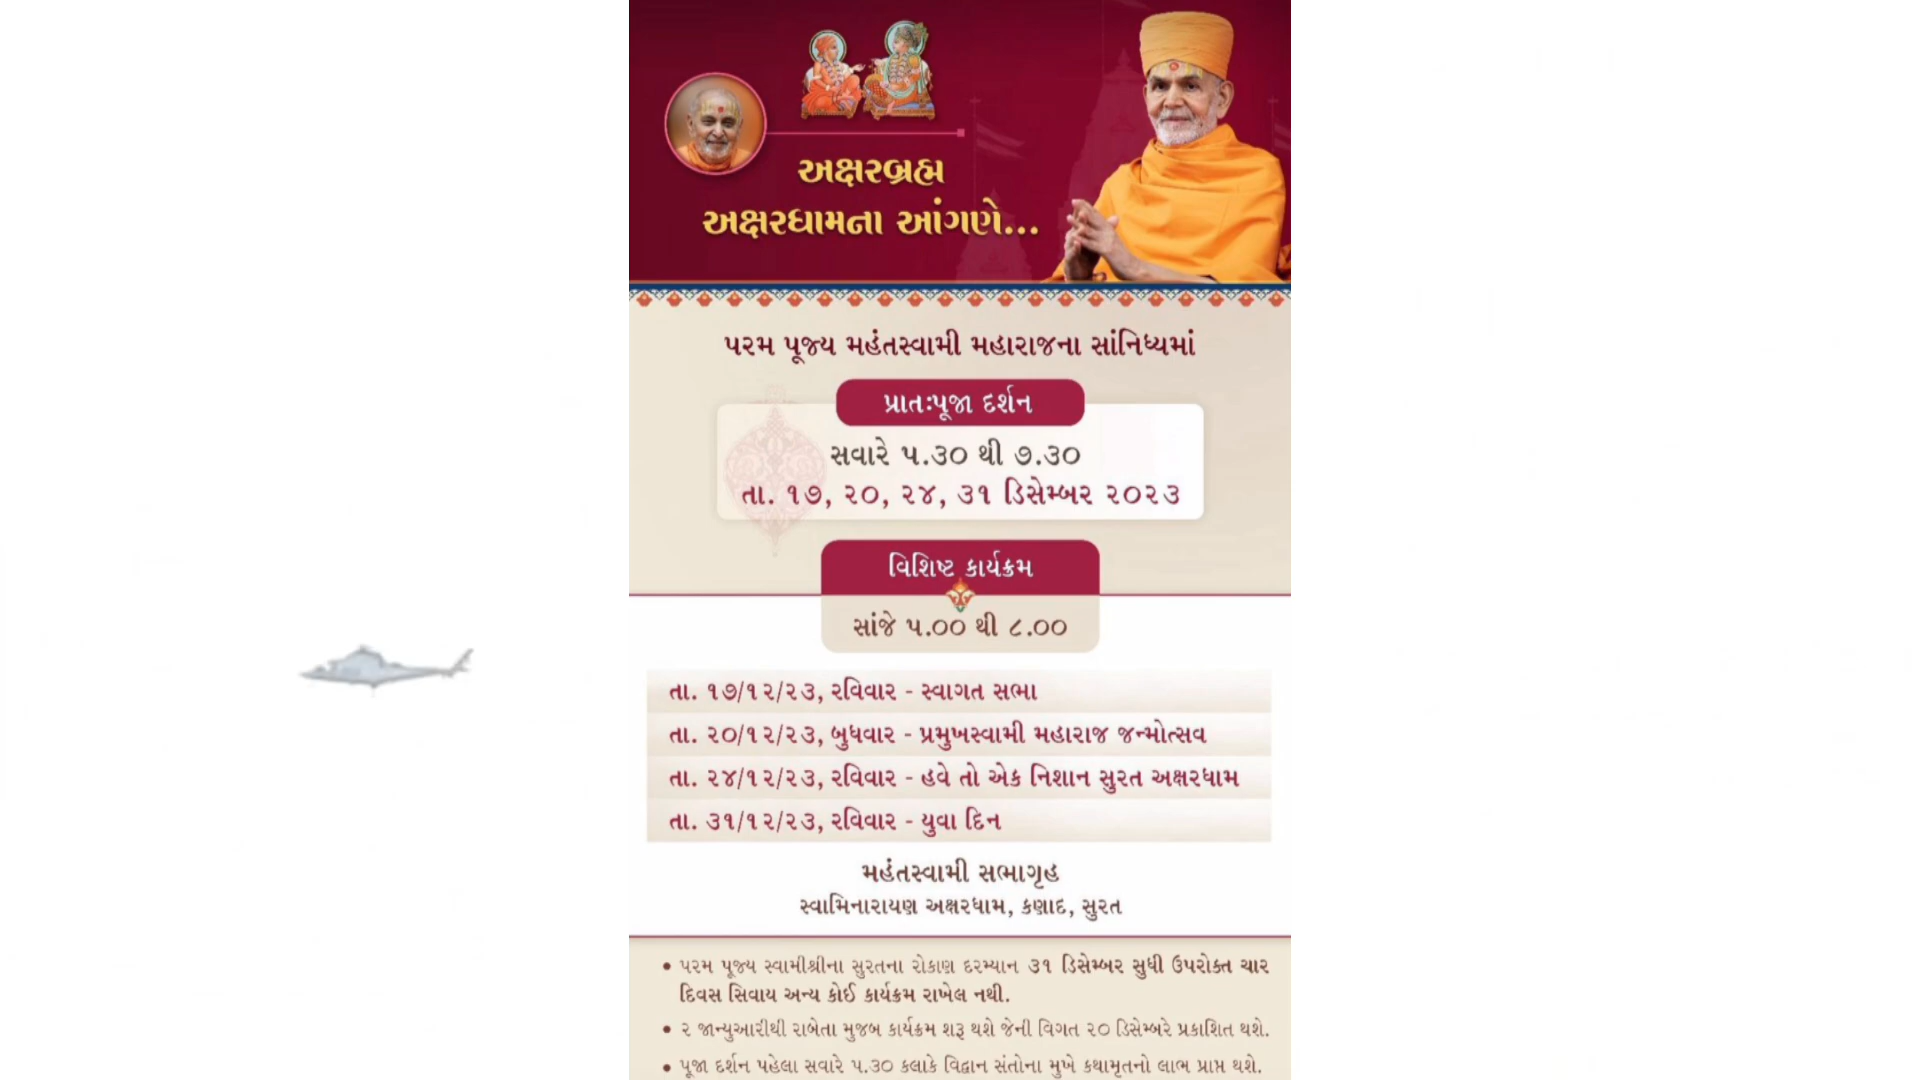 અક્ષરબ્રહ્મ
અક્ષરધામના આંગણે...
પરમ પૂજ્ય મહંતસ્વામી મહારાજના સાંનિધ્યમાં
પ્રાતઃપૂજા દર્શન
સવારે ૫.૩૦ થી ૭.૩૦
તા. ૧૭, ૨૦, ૨૪, ૩૧ ડિસેમ્બર ૨૦૨૩
વિશિષ્ટ કાર્યક્રમ
સાંજે ૫.૦૦ થી ૮.૦૦
તા. ૧૭/૧૨/૨૩, રવિવાર - સ્વાગત સભા
તા. ૨૦/૧૨/૨૩, બુધવાર - પ્રમુખસ્વામી મહારાજ જન્મોત્સવ
તા. ૨૪/૧૨/૨૩, રવિવાર - હવે તો એક નિશાન સુરત અક્ષરધામ
તા. ૩૧/૧૨/૨૩, રવિવાર - યુવા દિન
મહંતસ્વામી સભાગૃહ
સ્વામિનારાયણ અક્ષરધામ, કણાદ, સુરત
• પરમ પૂજ્ય સ્વામીશ્રીના સુરતના રોકાણ દરમ્યાન ૩૧ ડિસેમ્બર સુધી ઉપરોક્ત ચાર
દિવસ સિવાય અન્ય કોઈ કાર્યક્રમ રાખેલ નથી.
• ૨ જાન્યુઆરીથી રાબેતા મુજબ કાર્યક્રમ શરૂ થશે જેની વિગત ૨૦ ડિસેમ્બરે પ્રકાશિત થશે.
• પૂજા દર્શન પહેલા સવારે ૫.૩૦ કલાકે વિદ્વાન સંતોના મુખે કથામૃતનો લાભ પ્રાપ્ત થશે.